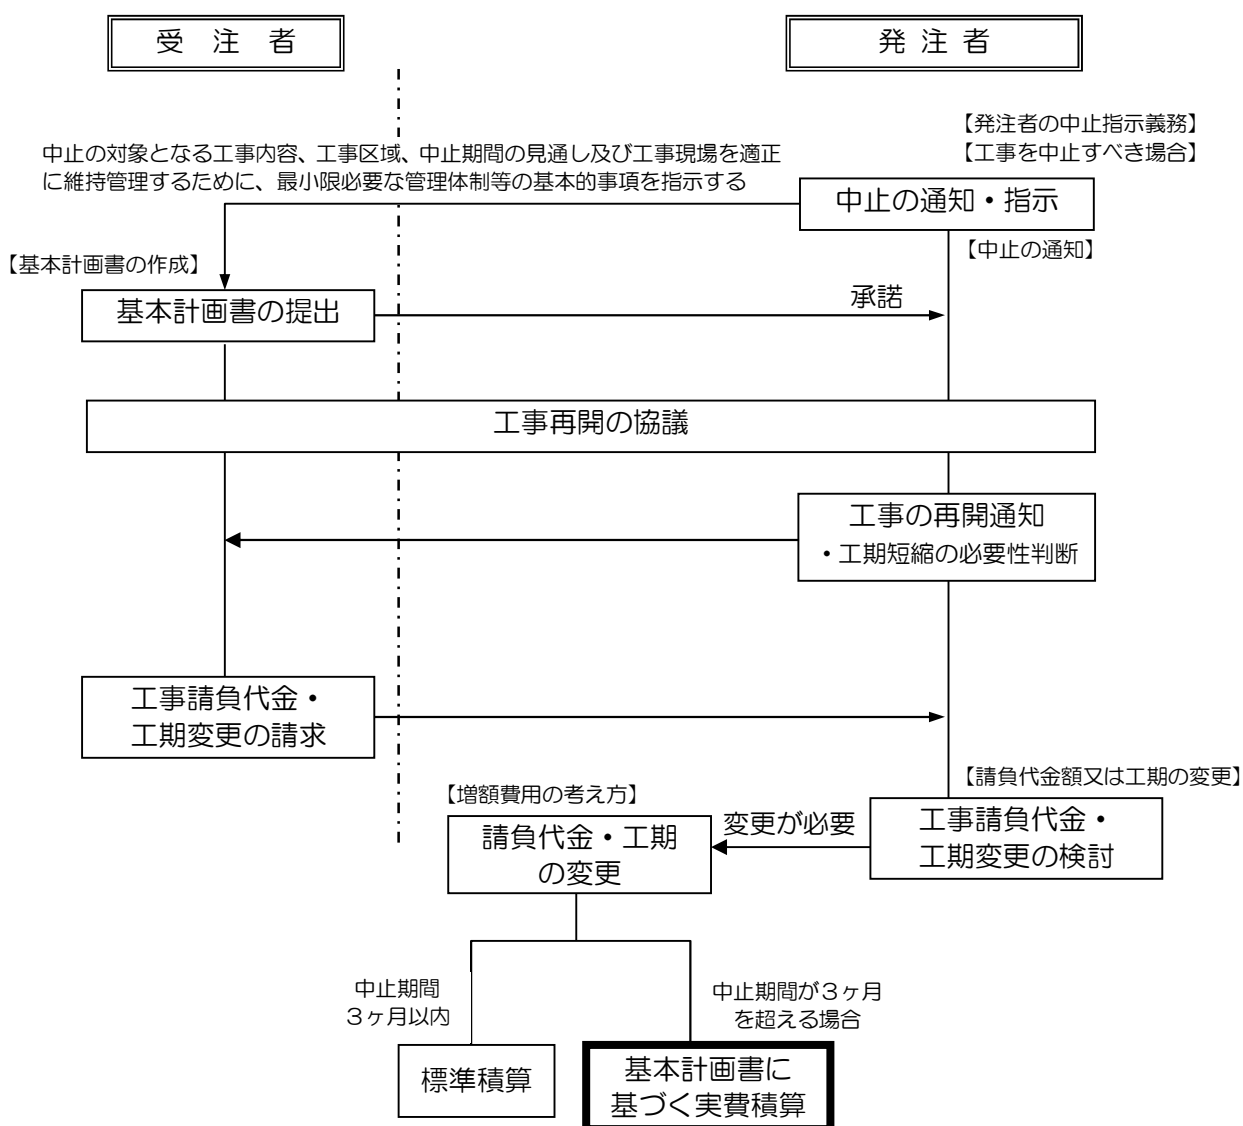 受 注 者
発 注 者
【発注者の中止指示義務】
【工事を中止すべき場合】
中止の対象となる工事内容、工事区域、中止期間の見通し及び工事現場を適正
に維持管理するために、最小限必要な管理体制等の基本的事項を指示する
中止の通知・指示
【中止の通知】
【基本計画書の作成】
基本計画書の提出
承諾
工事再開の協議
工事の再開通知
・工期短縮の必要性判断
工事請負代金・
工期変更の請求
【請負代金額又は工期の変更】
工事請負代金・
工期変更の検討
変更が必要
【増額費用の考え方】
請負代金・工期
の変更
中止期間
３ヶ月以内
中止期間が３ヶ月
を超える場合
標準積算
基本計画書に
基づく実費積算